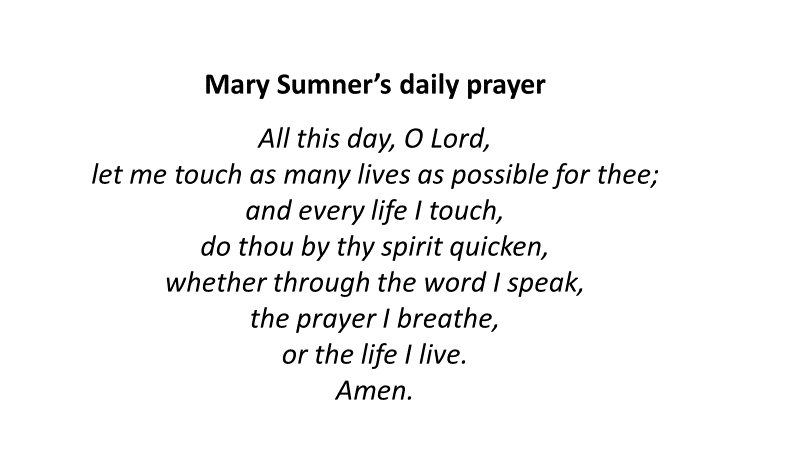 Mary Sumner’s daily prayer
All this day, O Lord,
let me touch as many lives as possible for thee;
and every life I touch,
do thou by thy spirit quicken,
whether through the word I speak,
the prayer I breathe,
or the life I live.
Amen.